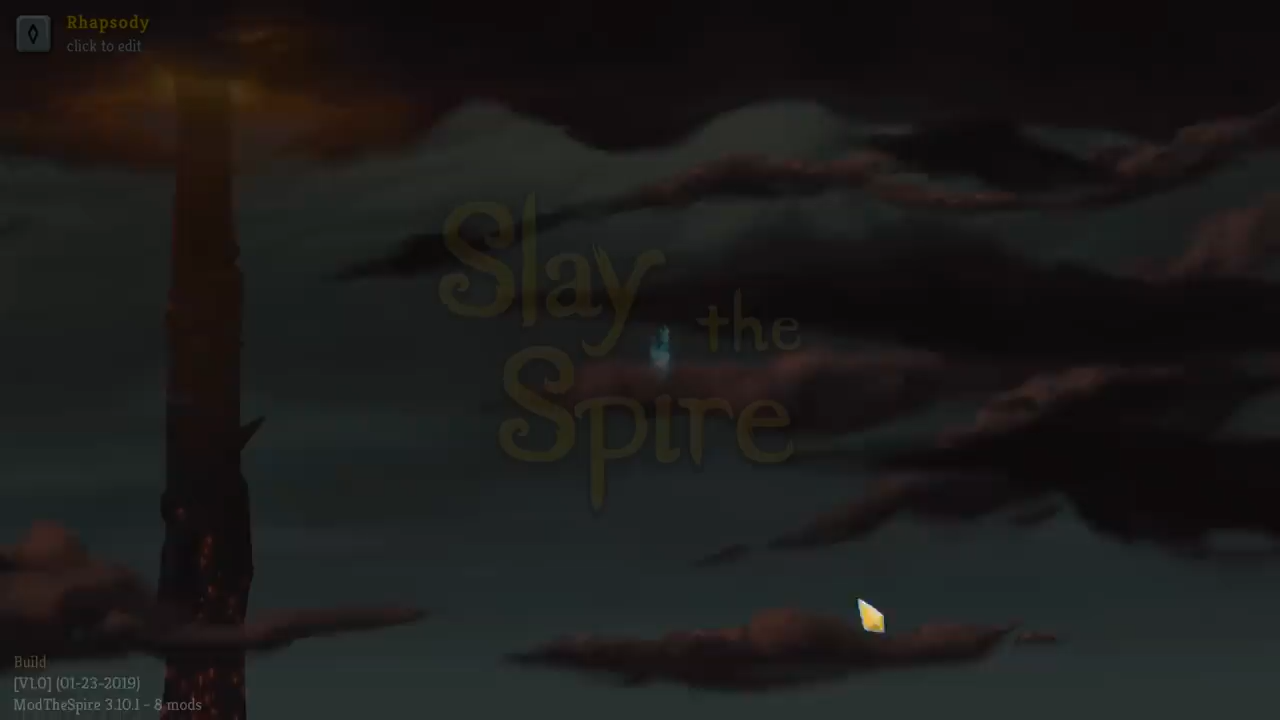 Rhapsody
click to edit
Slay
the
Spire
Build
[V1.0] (01-23-2019)
ModTheSpire 3.10.1 - 8 mods